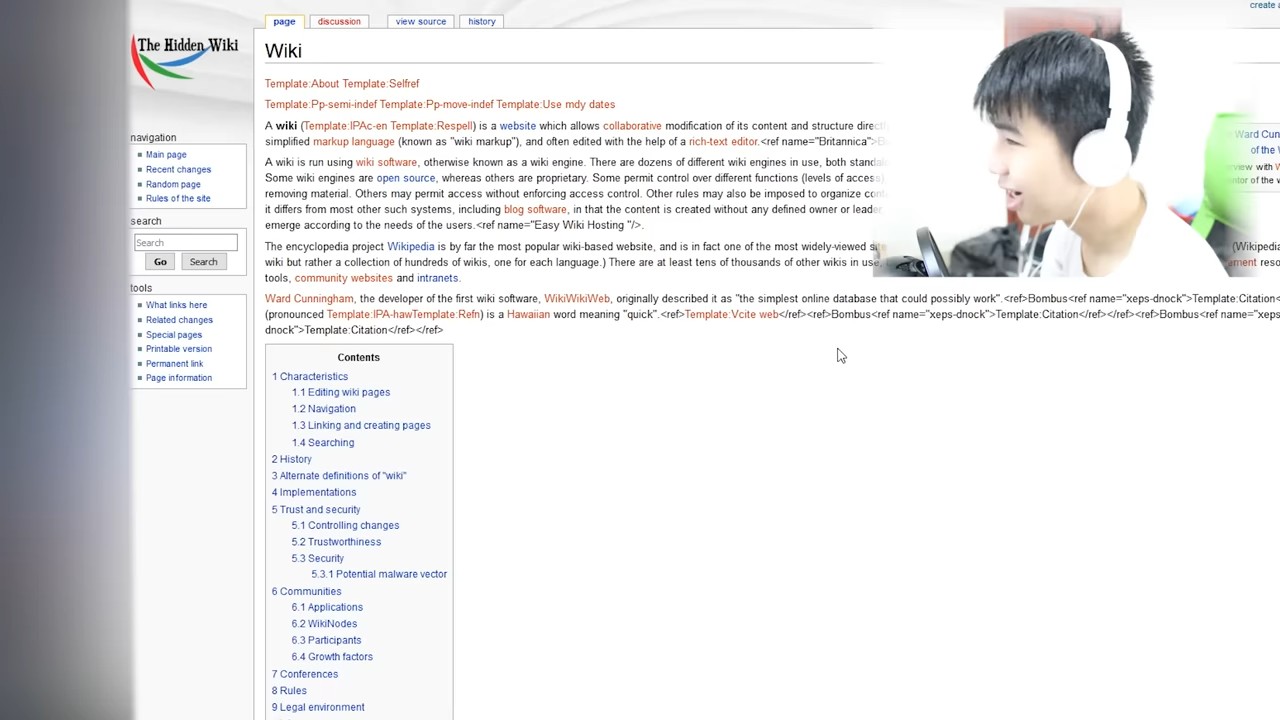 create a
page
discussion
view source
history
The Hidden Wiki
Wiki
Template:About Template:Selfref
Template:Pp-semi-indef Template:Pp-move-indef Template:Use mdy dates
A wiki (Template:IPAc-en Template:Respell) is a website which allows collaborative modification of its content and structure
simplified markup language (known as "wiki markup"), and often edited with the help of a rich-text editor.<ref name="Britannica">
A wiki is run using wiki software, otherwise known as a wiki engine. There are dozens of different wiki engines in use, both
Some wiki engines are open source, whereas others are proprietary. Some permit control over different functions (levels of access)
removing material. Others may permit access without enforcing access control. Other rules may also be imposed to organize
it differs from most other such systems, including blog software, in that the content is created without any defined owner or leader,
emerge according to the needs of the users.<ref name="Easy Wiki Hosting "/>.
The encyclopedia project Wikipedia is by far the most popular wiki-based website, and is in fact one of the most widely-viewed
(Wikipedia
wiki but rather a collection of hundreds of wikis, one for each language.) There are at least tens of thousands of other wikis in use,
tools, community websites and intranets.
Ward Cunningham, the developer of the first wiki software, WikiWikiWeb, originally described it as "the simplest online database that could possibly work".<ref>Bombus<ref name="xeps-dnock">Template:Citation<
(pronounced Template:IPA-hawTemplate:Refn) is a Hawaiian word meaning "quick".<ref>Template:Vcite web</ref><ref>Bombus<ref name="xeps-dnock">Template:Citation</ref></ref><ref>Bombus<ref name="xeps
dnock">Template:Citation</ref></ref>
Ward Cun
of the W
navigation
Main page
Recent changes
Random page
Rules of the site
search
Search
Go
Search
tools
What links here
Related changes
Special pages
Printable version
Permanent link
Page information
Contents
1 Characteristics
1.1 Editing wiki pages
1.2 Navigation
1.3 Linking and creating pages
1.4 Searching
2 History
3 Alternate definitions of "wiki"
4 Implementations
5 Trust and security
5.1 Controlling changes
5.2 Trustworthiness
5.3 Security
5.3.1 Potential malware vector
6 Communities
6.1 Applications
6.2 WikiNodes
6.3 Participants
6.4 Growth factors
7 Conferences
8 Rules
9 Legal environment